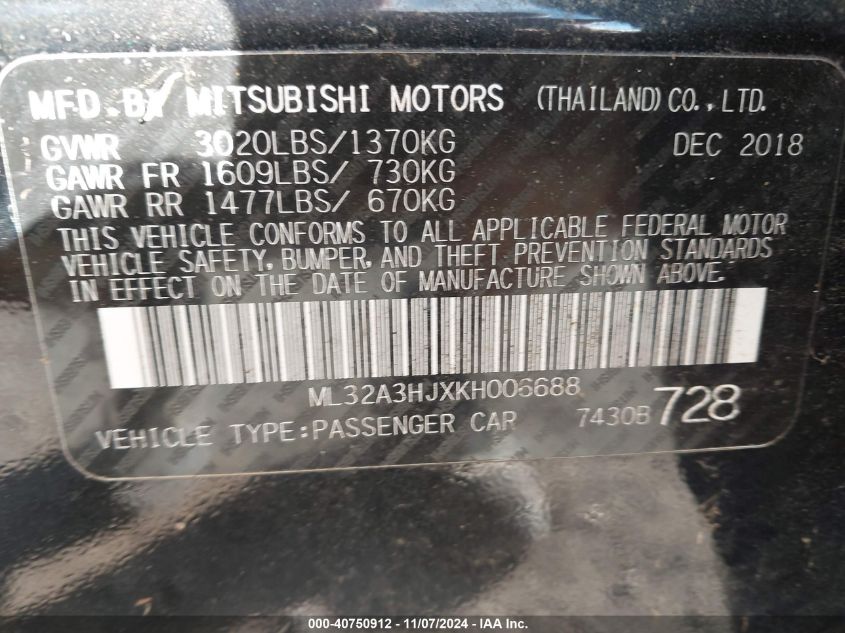 MFD. BY MITSUBISHI MOTORS (THAILAND) CO., LTD.
GVWR 3020LBS/1370KG DEC 2018
GAWR FR 1609LBS/ 730KG
GAWR RR 1477LBS/ 670KG
THIS VEHICLE CONFORMS TO ALL APPLICABLE FEDERAL MOTOR
VEHICLE SAFETY, BUMPER, AND THEFT PREVENTION STANDARDS
IN EFFECT ON THE DATE OF MANUFACTURE SHOWN ABOVE.
ML32A3HJXKH006688
VEHICLE TYPE:PASSENGER CAR 7430B 728
000-40750912 - 11/07/2024 - IAA Inc.